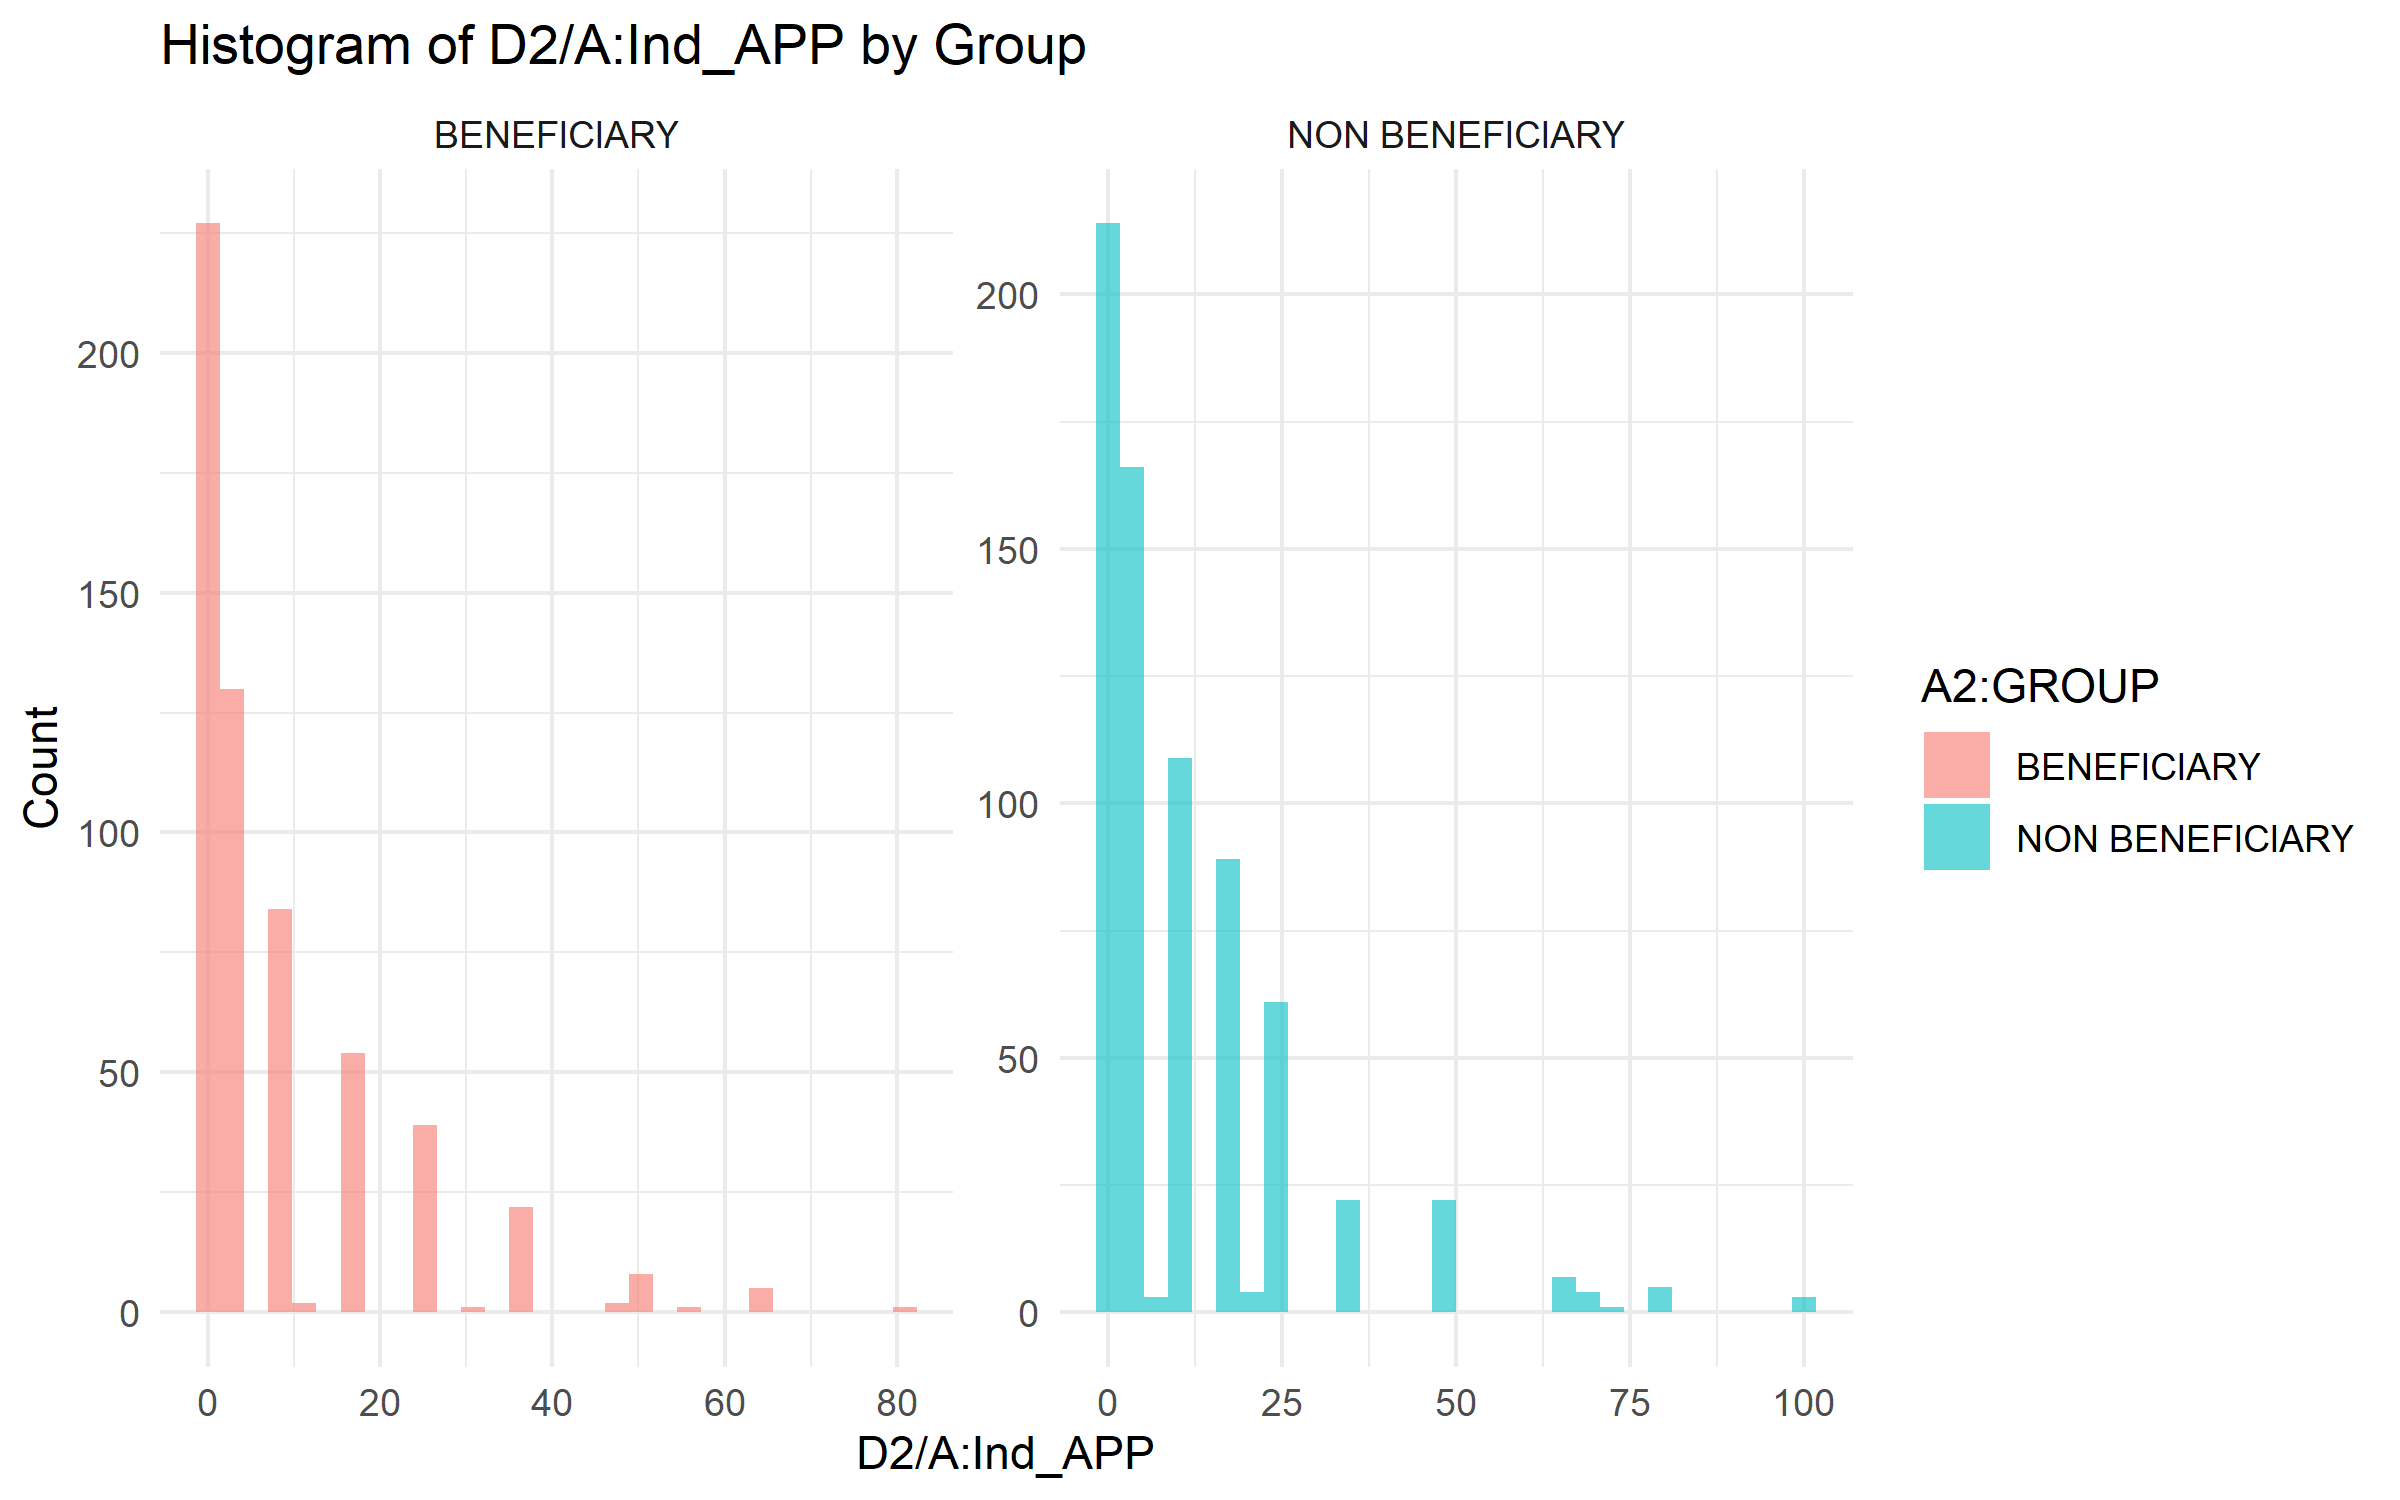 Histogram of D2/A:Ind_APP by Group
BENEFICIARY
NON BENEFICIARY
Count
200
150
100
50
0
200
150
100
50
0
0 20 40 60 80
0 25 50 75 100
D2/A:Ind_APP
A2:GROUP
BENEFICIARY
NON BENEFICIARY